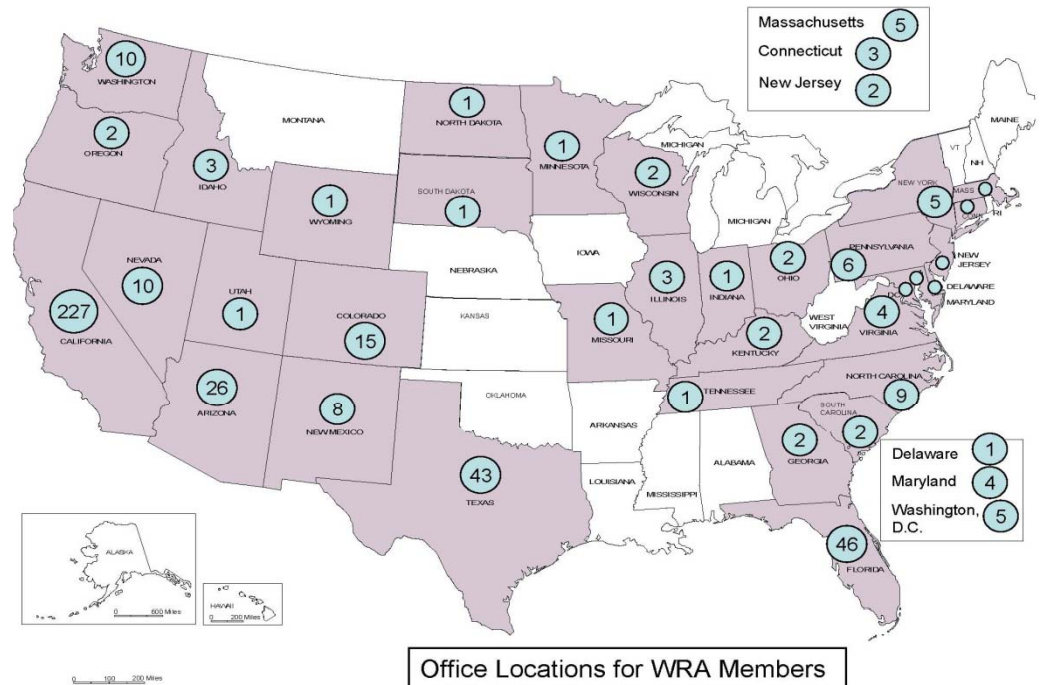 Massachusetts 5
Connecticut 3
New Jersey 2
10
WASHINGTON
2
OREGON
3
IDAHO
MONTANA
1
WYOMING
1
NORTH DAKOTA
SOUTH DAKOTA
1
1
MINNESOTA
2
WISCONSIN
MICHIGAN
MICHIGAN
MAINE
VT
NH
NEW YORK
5
MASS
CONN
RI
NEVADA
10
227
CALIFORNIA
UTAH
1
COLORADO
15
NEBRASKA
KANSAS
IOWA
1
MISSOURI
3
ILLINOIS
1
INDIANA
2
OHIO
PENNSYLVANIA
6
NEW
JERSEY
DELAWARE
MARYLAND
DC
WEST
VIRGINIA
4
VIRGINIA
2
KENTUCKY
26
ARIZONA
8
NEW MEXICO
43
TEXAS
OKLAHOMA
ARKANSAS
LOUISIANA
MISSISSIPPI
ALABAMA
TENNESSEE
1
NORTH CAROLINA
9
SOUTH
CAROLINA
2
2
GEORGIA
46
FLORIDA
Delaware 1
Maryland 4
Washington, 5
D.C.
ALASKA
0 600 Miles
HAWAII
0 200 Miles
0 100 200 Miles
Office Locations for WRA Members